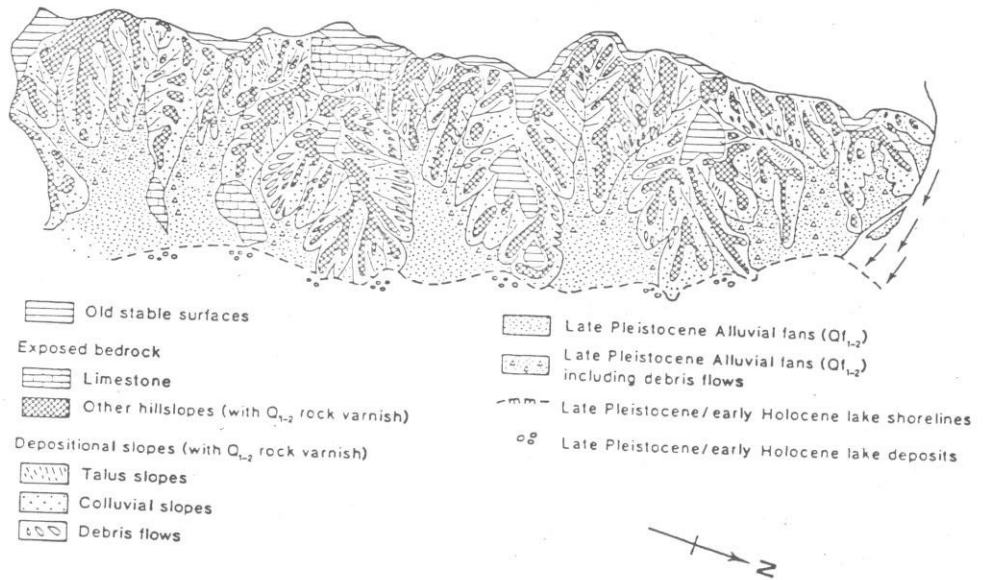 Old stable surfaces
Exposed bedrock
Limestone
Other hillslopes (with Q₁₋₂ rock varnish)
Depositional slopes (with Q₁₋₂ rock varnish)
Talus slopes
Colluvial slopes
Debris flows
Late Pleistocene Alluvial fans (Qf₁₋₂)
Late Pleistocene Alluvial fans (Qf₁₋₂)
including debris flows
Late Pleistocene/early Holocene lake shorelines
Late Pleistocene/early Holocene lake deposits
N